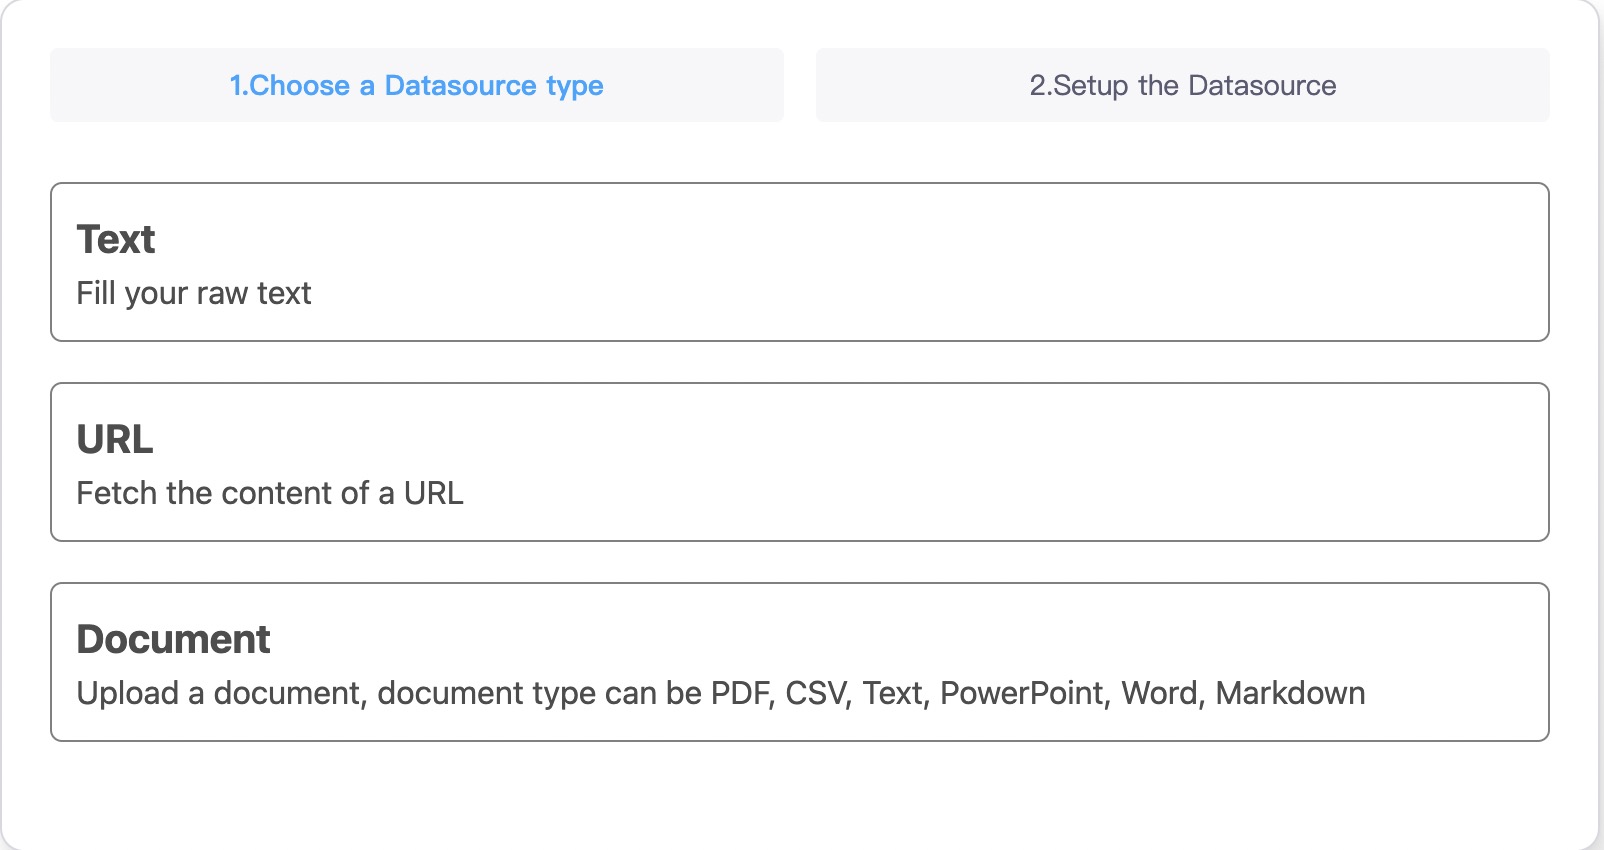 1.Choose a Datasource type
2.Setup the Datasource
Text
Fill your raw text
URL
Fetch the content of a URL
Document
Upload a document, document type can be PDF, CSV, Text, PowerPoint, Word, Markdown